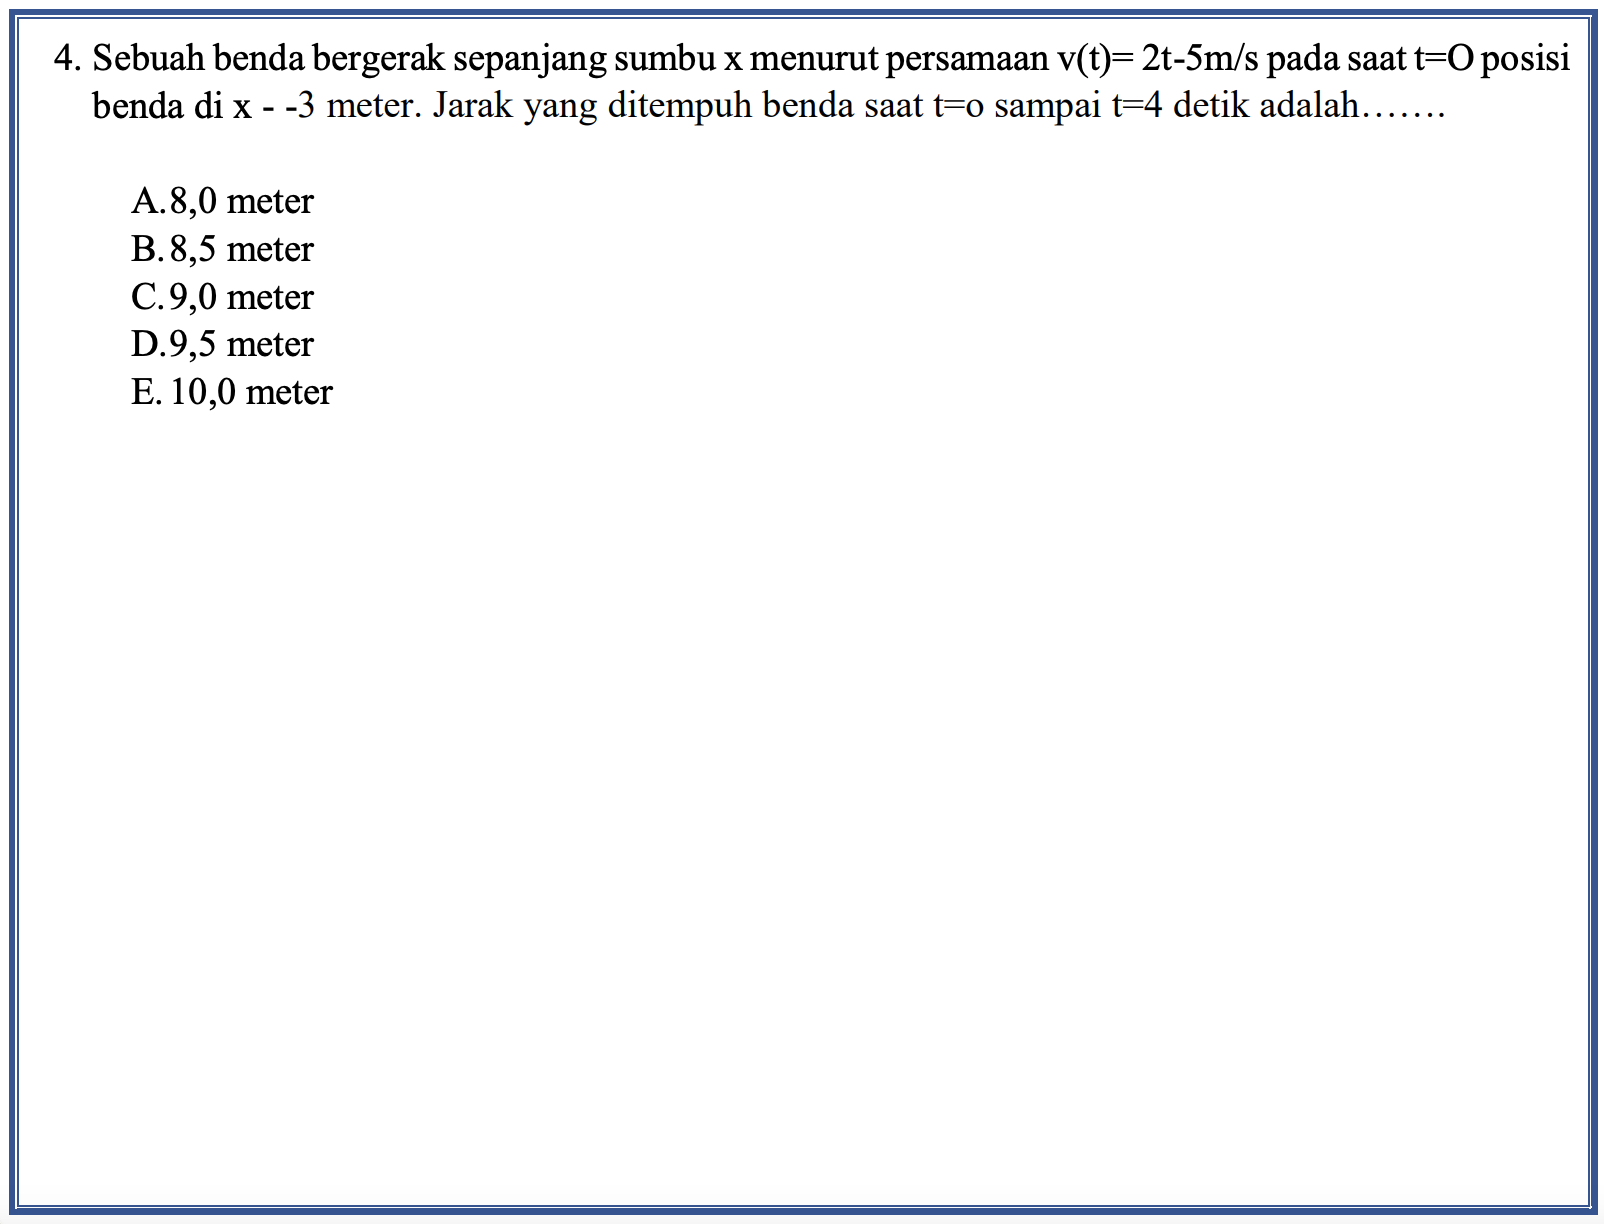 4. Sebuah benda bergerak sepanjang sumbu x menurut persamaan v(t)= 2t-5m/s pada saat t=O posisi
benda di x - -3 meter. Jarak yang ditempuh benda saat t=o sampai t=4 detik adalah…….
A.8,0 meter
B.8,5 meter
C.9,0 meter
D.9,5 meter
E. 10,0 meter